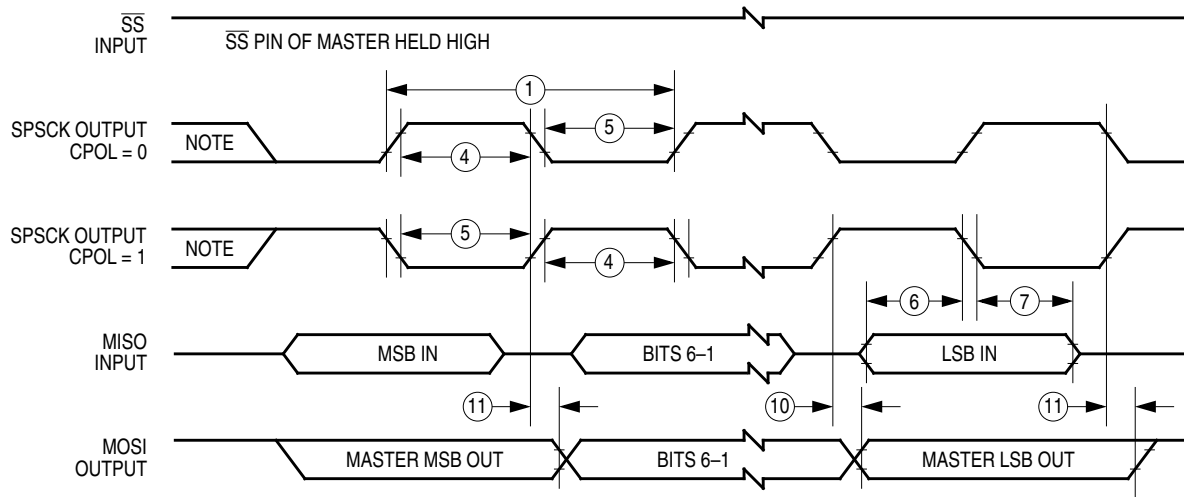 SS
INPUT
SS PIN OF MASTER HELD HIGH
1
SPSCK OUTPUT
CPOL = 0
NOTE
5
4
SPSCK OUTPUT
CPOL = 1
NOTE
5
4
6
7
MISO
INPUT
MSB IN
BITS 6–1
LSB IN
11
10
11
MOSI
OUTPUT
MASTER MSB OUT
BITS 6–1
MASTER LSB OUT